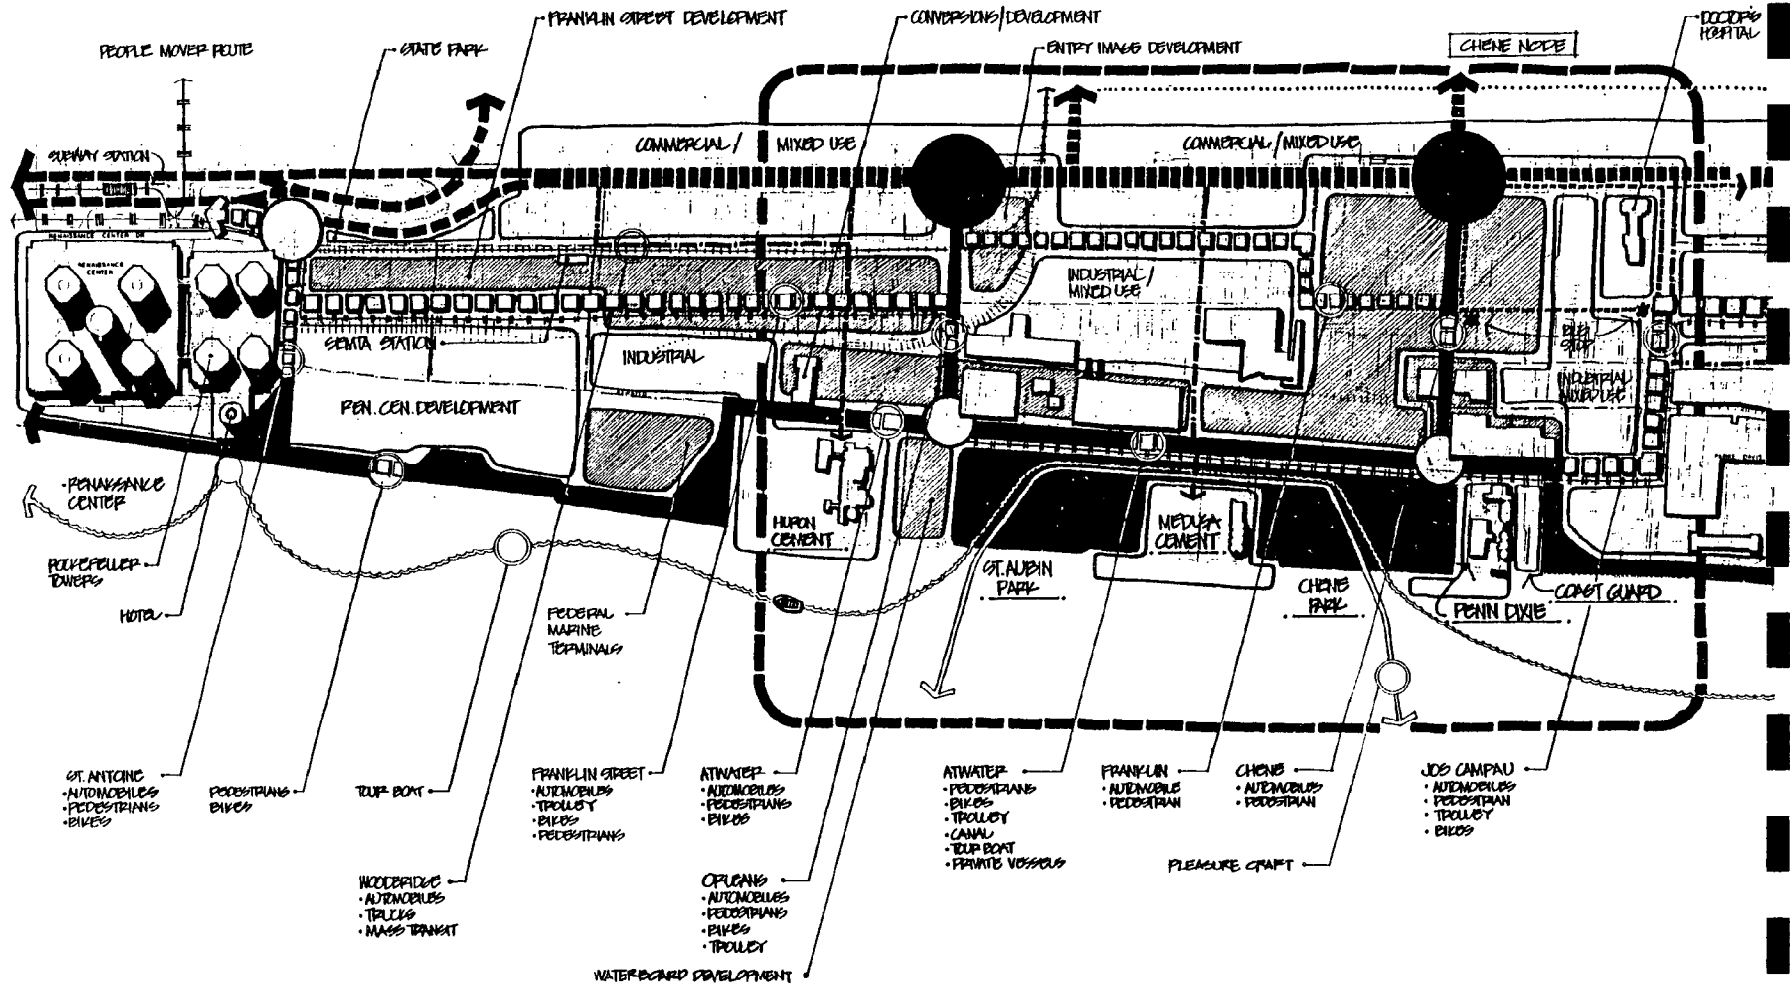 FRANKLIN STREET DEVELOPMENT
CONVERSIONS/DEVELOPMENT
DOCTOR'S
HOSPITAL
PEOPLE MOVER ROUTE
STATE PARK
ENTRY IMAGE DEVELOPMENT
CHENE NODE
SUBWAY STATION
COMMERCIAL / MIXED USE
COMMERCIAL/MIXED USE
RENAISSANCE CENTER DR
RENAISSANCE
CENTER
INDUSTRIAL/
MIXED USE
SEMTA STATION
INDUSTRIAL
BUS
STOP
INDUSTRIAL
MIXED USE
REN. CEN. DEVELOPMENT
• RENAISSANCE
CENTER
HURON
CEMENT
MEDUSA
CEMENT
ST. AUBIN
PARK
CHENE
PARK
PENN DIXIE
COAST GUARD
ROCKEFELLER
TOWERS
HOTEL
FEDERAL
MARINE
TERMINALS
ST. ANTOINE
• AUTOMOBILES
• PEDESTRIANS
• BIKES
PEDESTRIANS
BIKES
TOUR BOAT
FRANKLIN STREET
• AUTOMOBILES
• TROLLEY
• BIKES
• PEDESTRIANS
ATWATER
• AUTOMOBILES
• PEDESTRIANS
• BIKES
ATWATER
• PEDESTRIANS
• BIKES
• TROLLEY
• CANAL
• TOUR BOAT
• PRIVATE VESSELS
FRANKLIN
• AUTOMOBILE
• PEDESTRIAN
CHENE
• AUTOMOBILES
• PEDESTRIAN
JOS CAMPAU
• AUTOMOBILES
• PEDESTRIAN
• TROLLEY
• BIKES
PLEASURE CRAFT
WOODBRIDGE
• AUTOMOBILES
• TRUCKS
• MASS TRANSIT
ORLEANS
• AUTOMOBILES
• PEDESTRIANS
• BIKES
• TROLLEY
WATERBOARD DEVELOPMENT